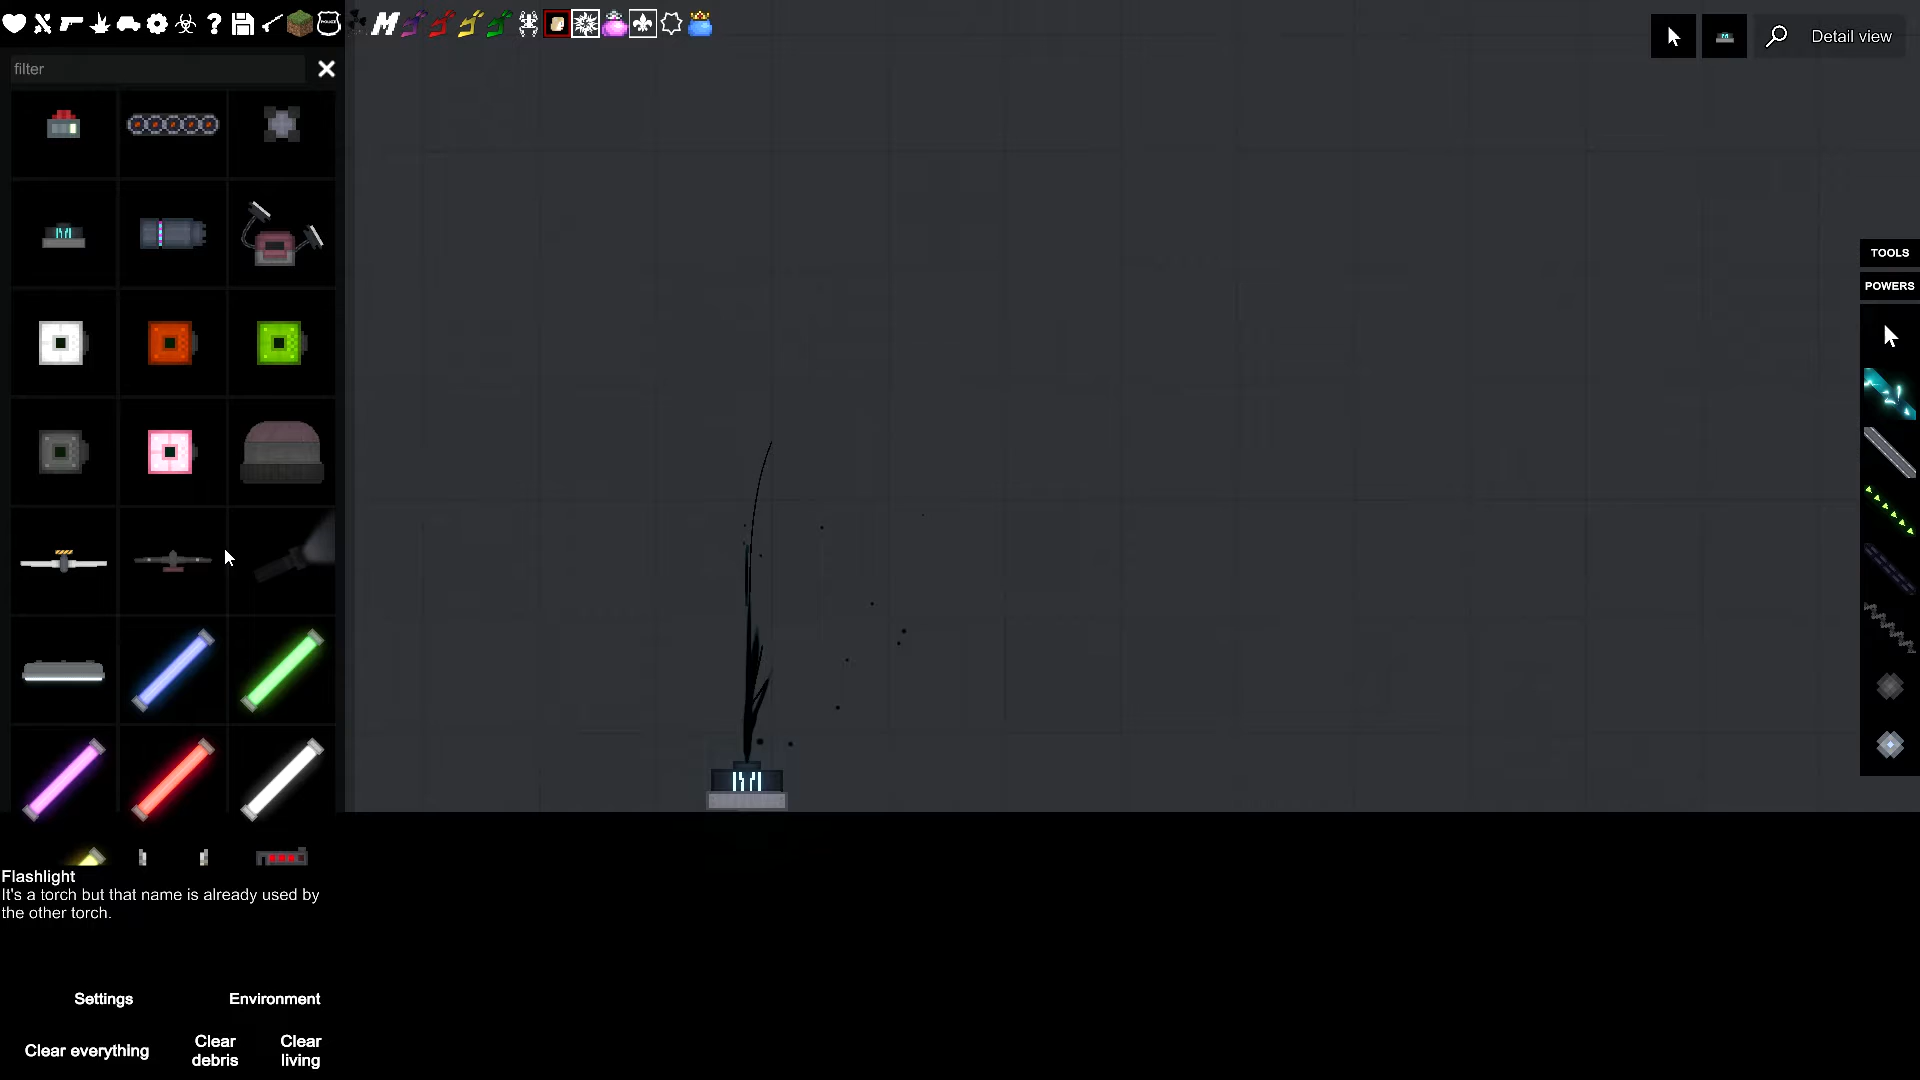 filter
Detail view
TOOLS
POWERS
Flashlight
It's a torch but that name is already used by
the other torch.
Settings
Environment
Clear everything
Clear
debris
Clear
living